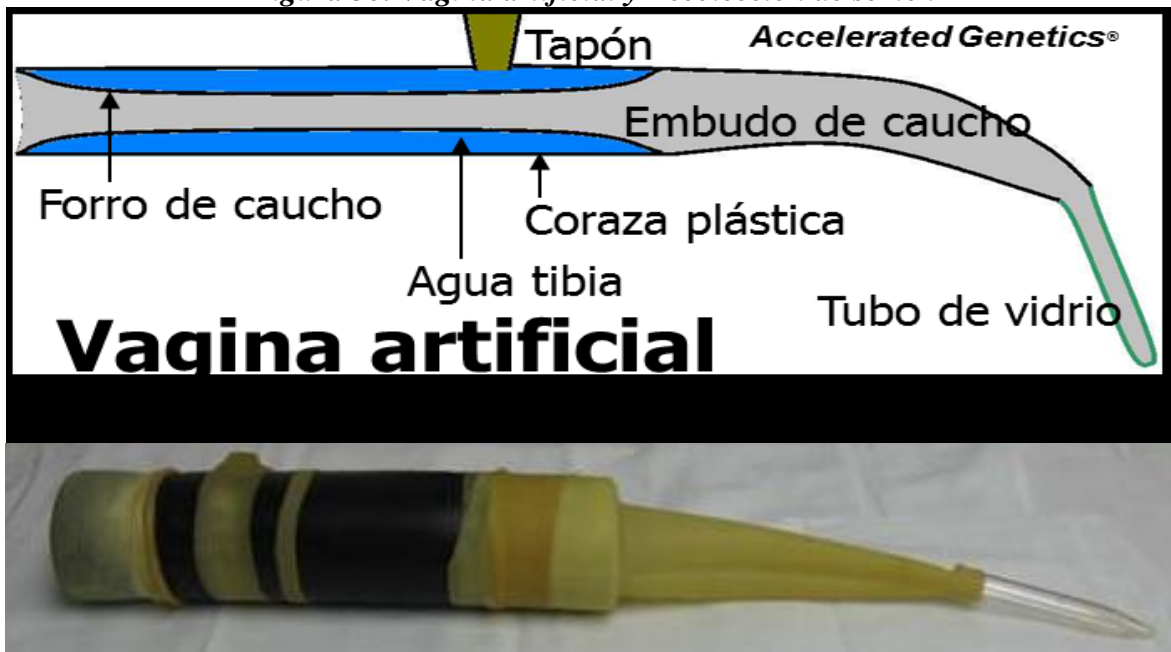 Tapón
Accelerated Genetics®
Embudo de caucho
Forro de caucho
Coraza plástica
Agua tibia
Tubo de vidrio
Vagina artificial